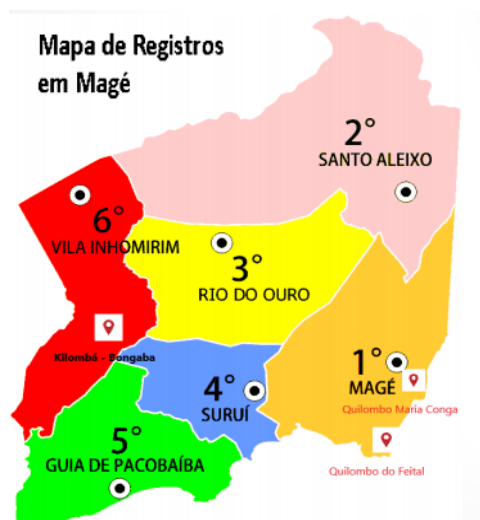 Mapa de Registros
em Magé
2°
SANTO ALEIXO
6°
VILA INHOMIRIM
3°
RIO DO OURO
Kilombá - Bongaba
1°
MAGÉ
4°
SURUÍ
Quilombo Maria Conga
5°
GUIA DE PACOBAÍBA
Quilombo do Feital